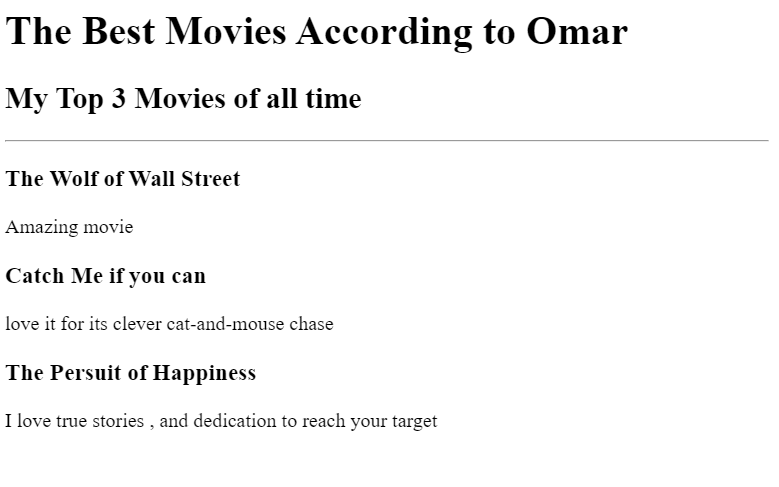 The Best Movies According to Omar
My Top 3 Movies of all time
The Wolf of Wall Street
Amazing movie
Catch Me if you can
love it for its clever cat-and-mouse chase
The Persuit of Happiness
I love true stories , and dedication to reach your target